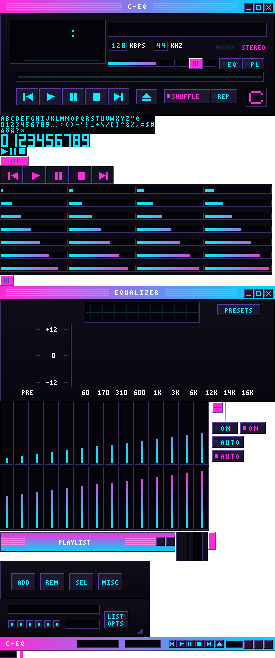 C-EQ
:
128 KBPS 44 KHZ
MONO STEREO
EQ PL
SHUFFLE REP
C
ABCDEFGHIJKLMNOPQRSTUVWXYZ"@
0 1234567891
EQUALIZER
PRESETS
+12
0
-12
PRE 60 170 310 600 1K 3K 6K 12K 14K 16K
ON ON
AUTO
AUTO
PLAYLIST
ADD REM SEL MISC
LIST
OPTS
C-EQ